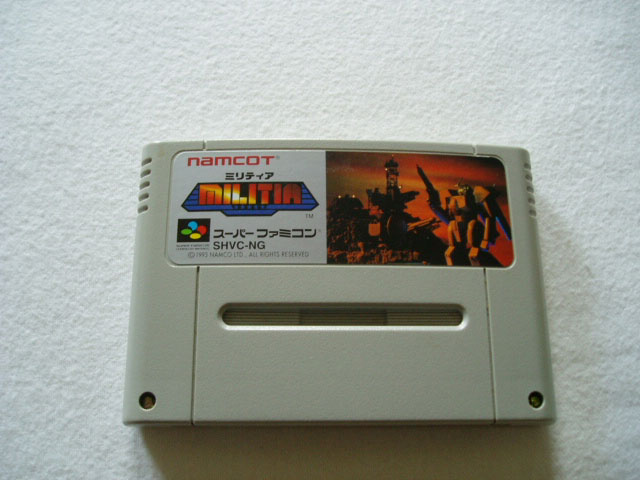 namcot
ミリティア
MILITIA
TM
スーパーファミコン
SHVC-NG
©1993 NAMCO LTD., ALL RIGHTS RESERVED